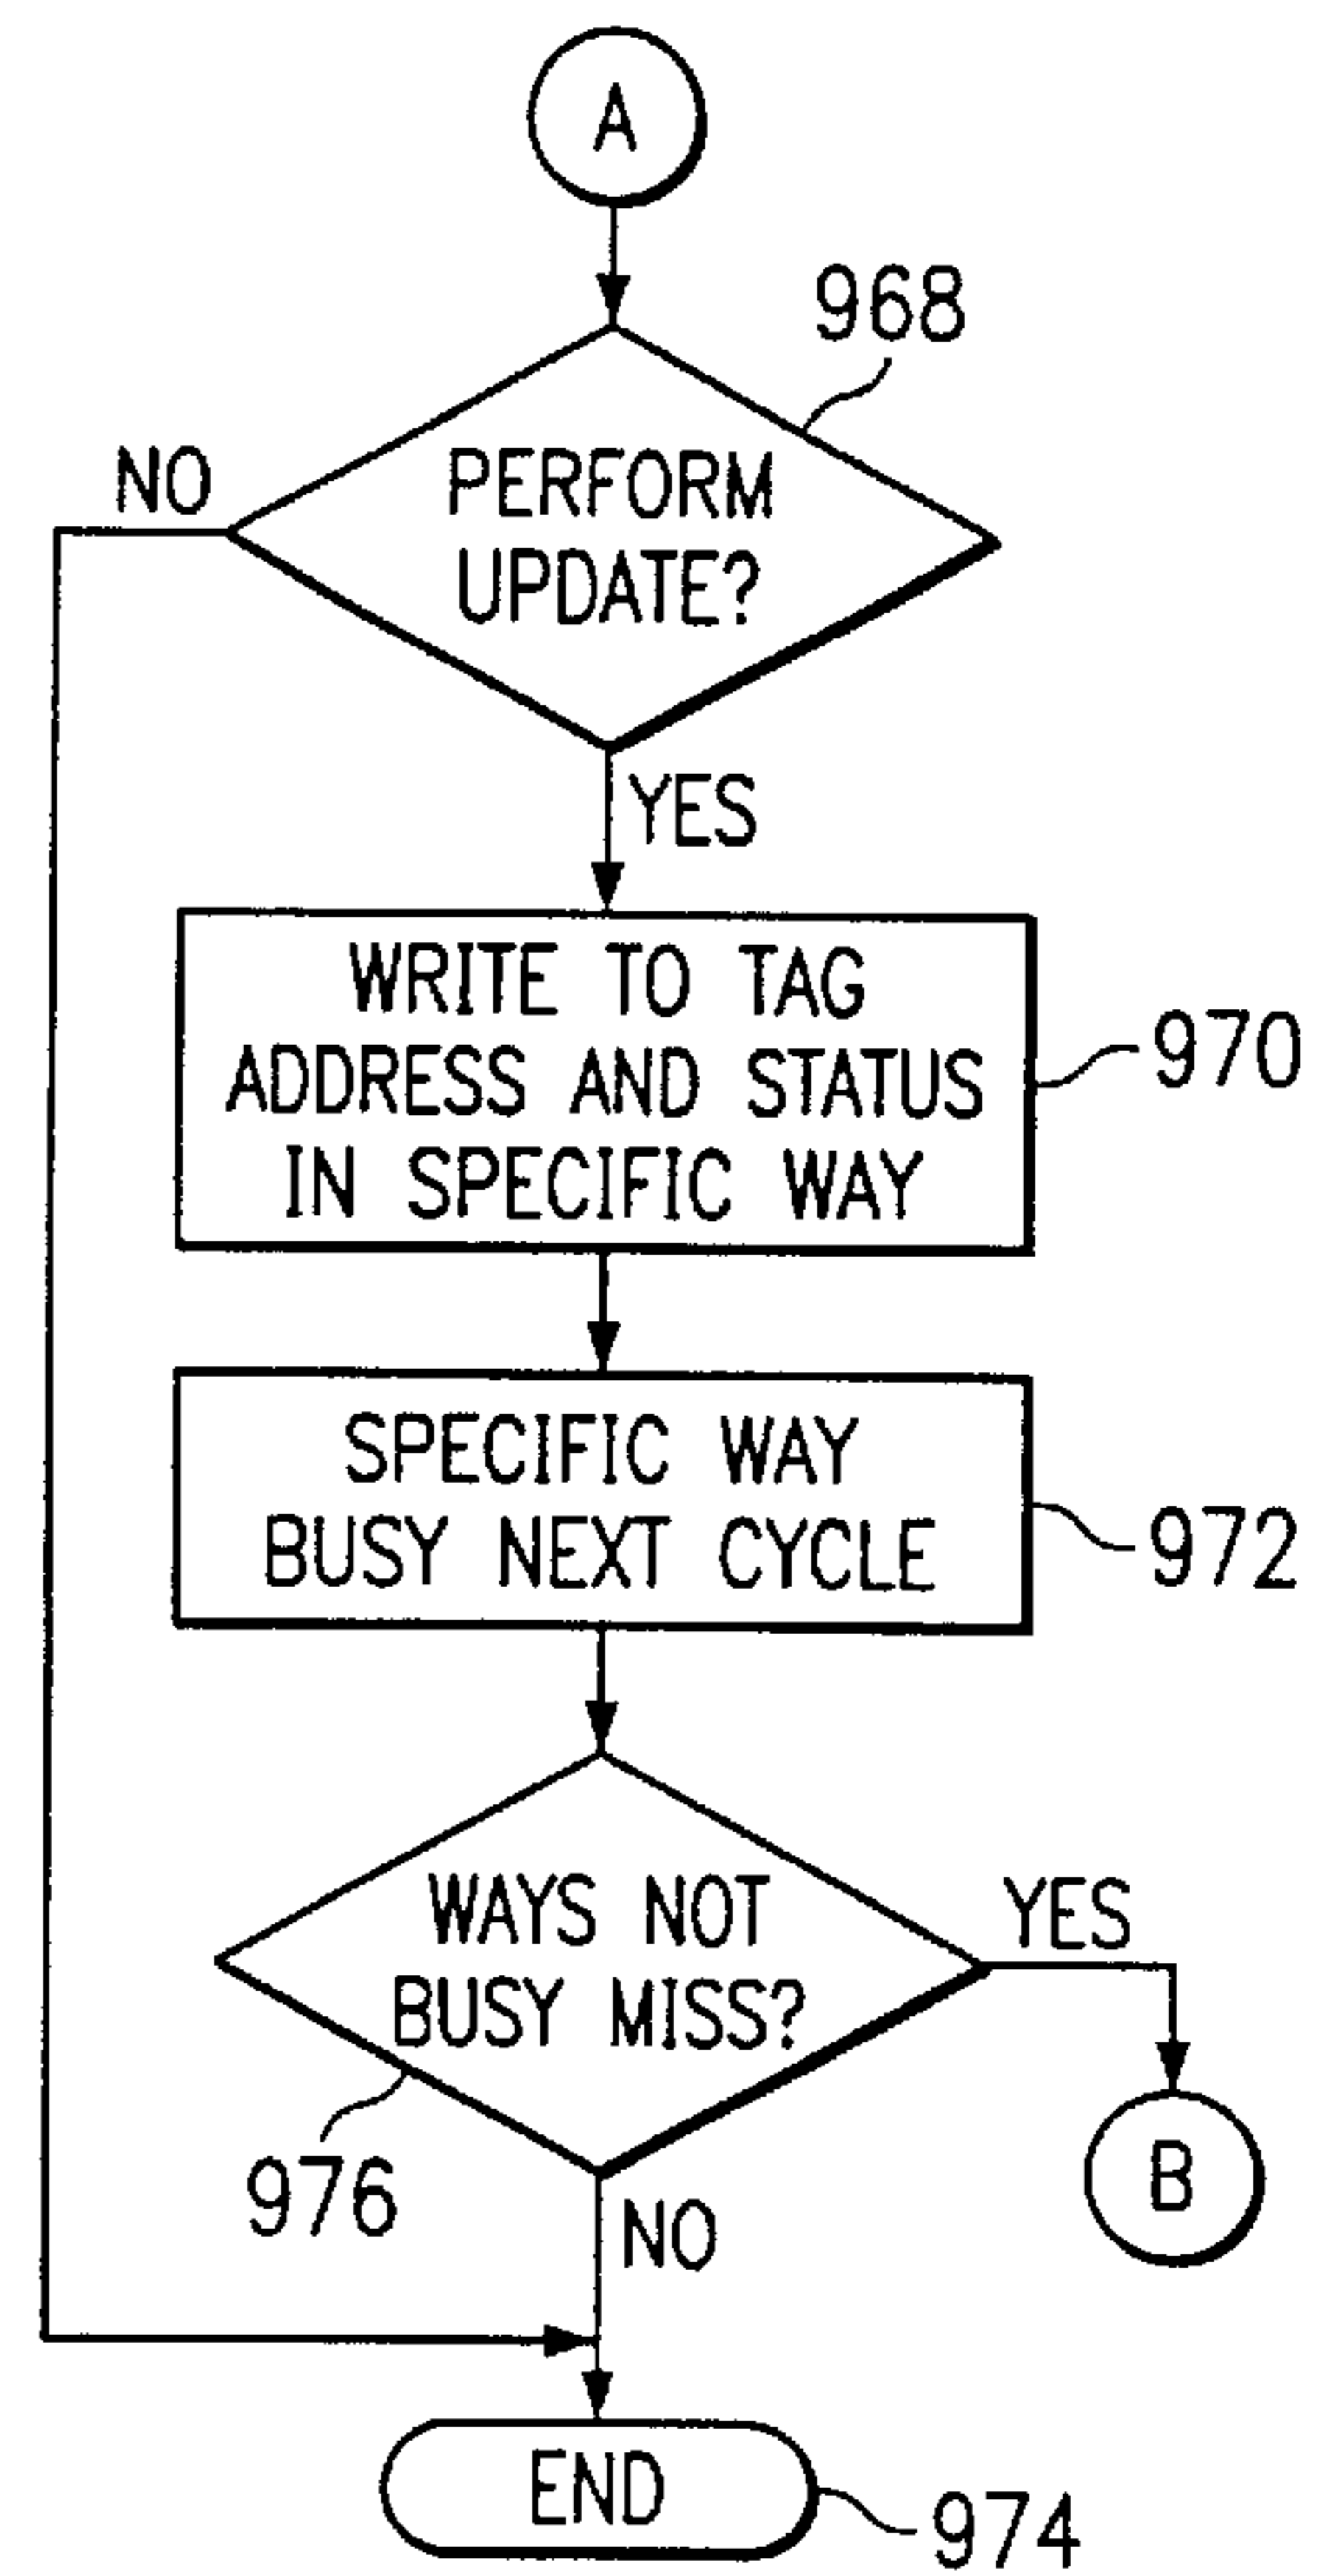 A
968
NO
PERFORM
UPDATE?
YES
WRITE TO TAG
ADDRESS AND STATUS
IN SPECIFIC WAY
970
SPECIFIC WAY
BUSY NEXT CYCLE
972
WAYS NOT
BUSY MISS?
YES
976
B
NO
END
974